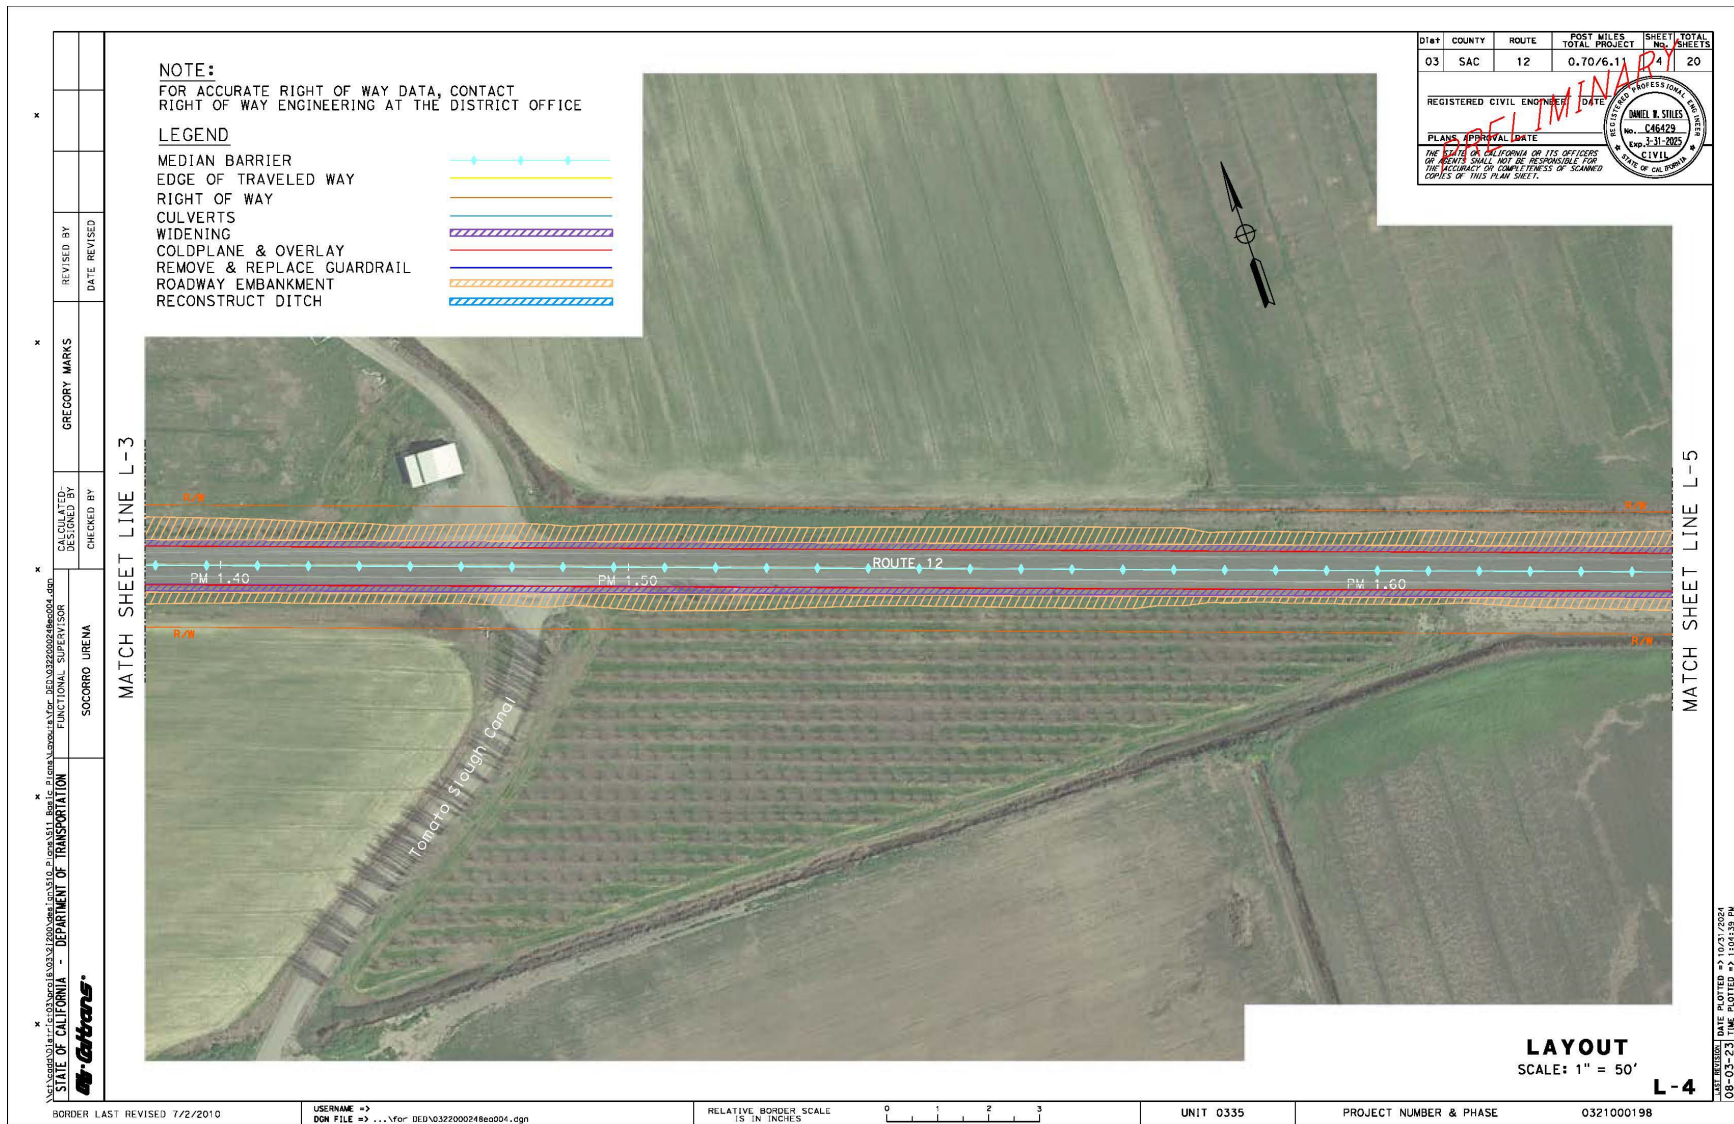 NOTE:
FOR ACCURATE RIGHT OF WAY DATA, CONTACT
RIGHT OF WAY ENGINEERING AT THE DISTRICT OFFICE
LEGEND
MEDIAN BARRIER
EDGE OF TRAVELED WAY
RIGHT OF WAY
CULVERTS
WIDENING
COLDPLANE & OVERLAY
REMOVE & REPLACE GUARDRAIL
ROADWAY EMBANKMENT
RECONSTRUCT DITCH
Dist COUNTY ROUTE POST MILES TOTAL PROJECT SHEET No. TOTAL SHEETS
03 SAC 12 0.70/6.11 4 20
REGISTERED CIVIL ENGINEER DATE
PLANS APPROVAL DATE
THE STATE OF CALIFORNIA OR ITS OFFICERS
OR AGENTS SHALL NOT BE RESPONSIBLE FOR
THE ACCURACY OR COMPLETENESS OF SCANNED
COPIES OF THIS PLAN SHEET.
PRELIMINARY
REGISTERED PROFESSIONAL ENGINEER
DANIEL W. STILES
No. C46429
Exp. 3-31-2025
CIVIL
STATE OF CALIFORNIA
REVISED BY
DATE REVISED
GREGORY MARKS
CALCULATED-
DESIGNED BY
CHECKED BY
FUNCTIONAL SUPERVISOR
SOCORRO URENA
STATE OF CALIFORNIA - DEPARTMENT OF TRANSPORTATION
Caltrans
MATCH SHEET LINE L-3
MATCH SHEET LINE L-5
R/W
R/W
ROUTE 12
PM 1.40
PM 1.50
PM 1.60
R/W
R/W
Tomato Slough Canal
LAYOUT
SCALE: 1" = 50'
L-4
LAST REVISION
08-03-23
DATE PLOTTED => 10/31/2024
TIME PLOTTED => 1:04:39 PM
BORDER LAST REVISED 7/2/2010
USERNAME =>
DGN FILE => ...\for DED\0322000248ea004.dgn
RELATIVE BORDER SCALE
IS IN INCHES
0 1 2 3
UNIT 0335
PROJECT NUMBER & PHASE
0321000198